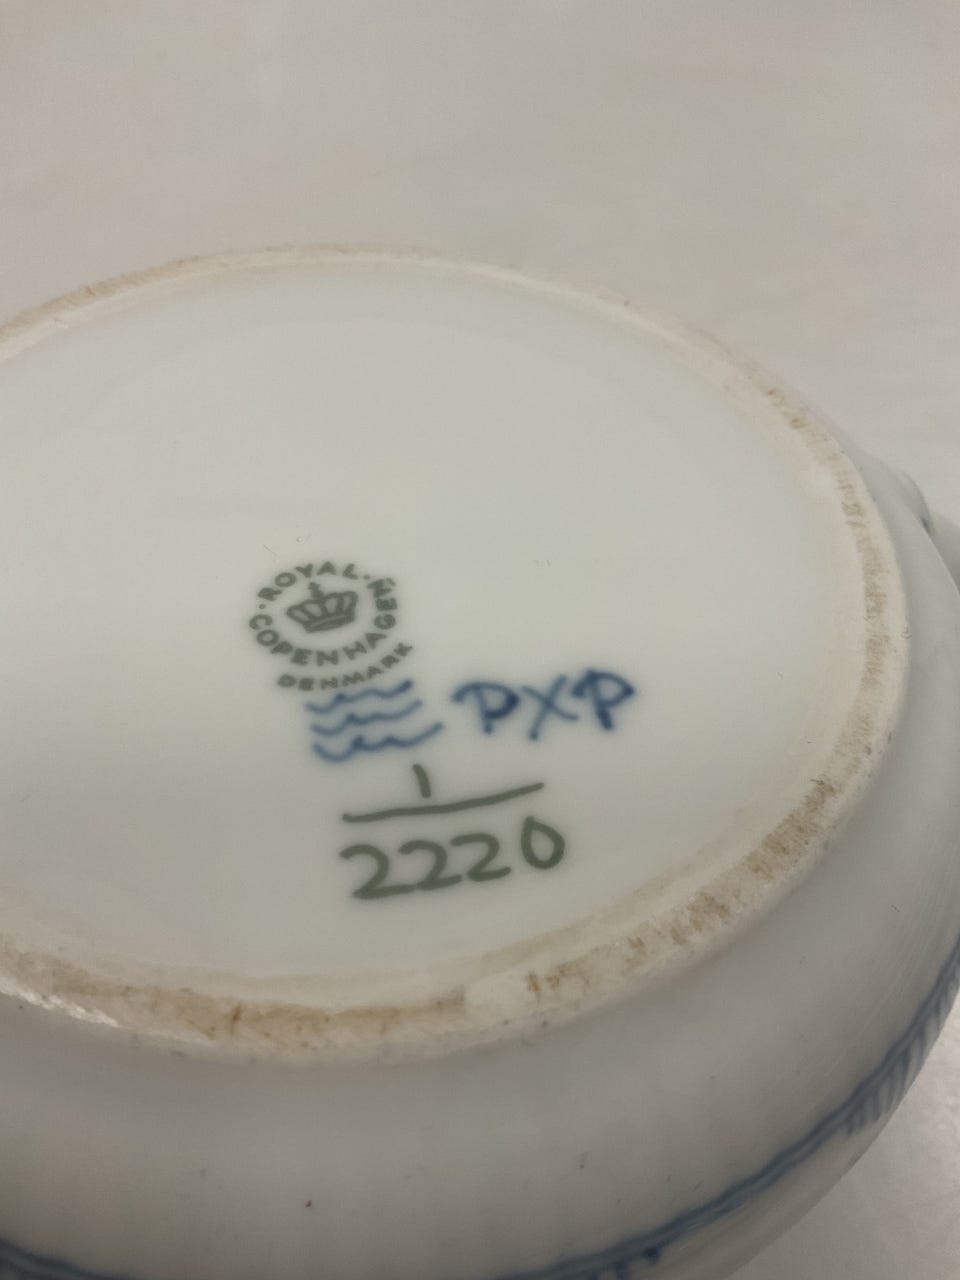 ROYAL
COPENHAGEN
DENMARK
PXP
1
2220